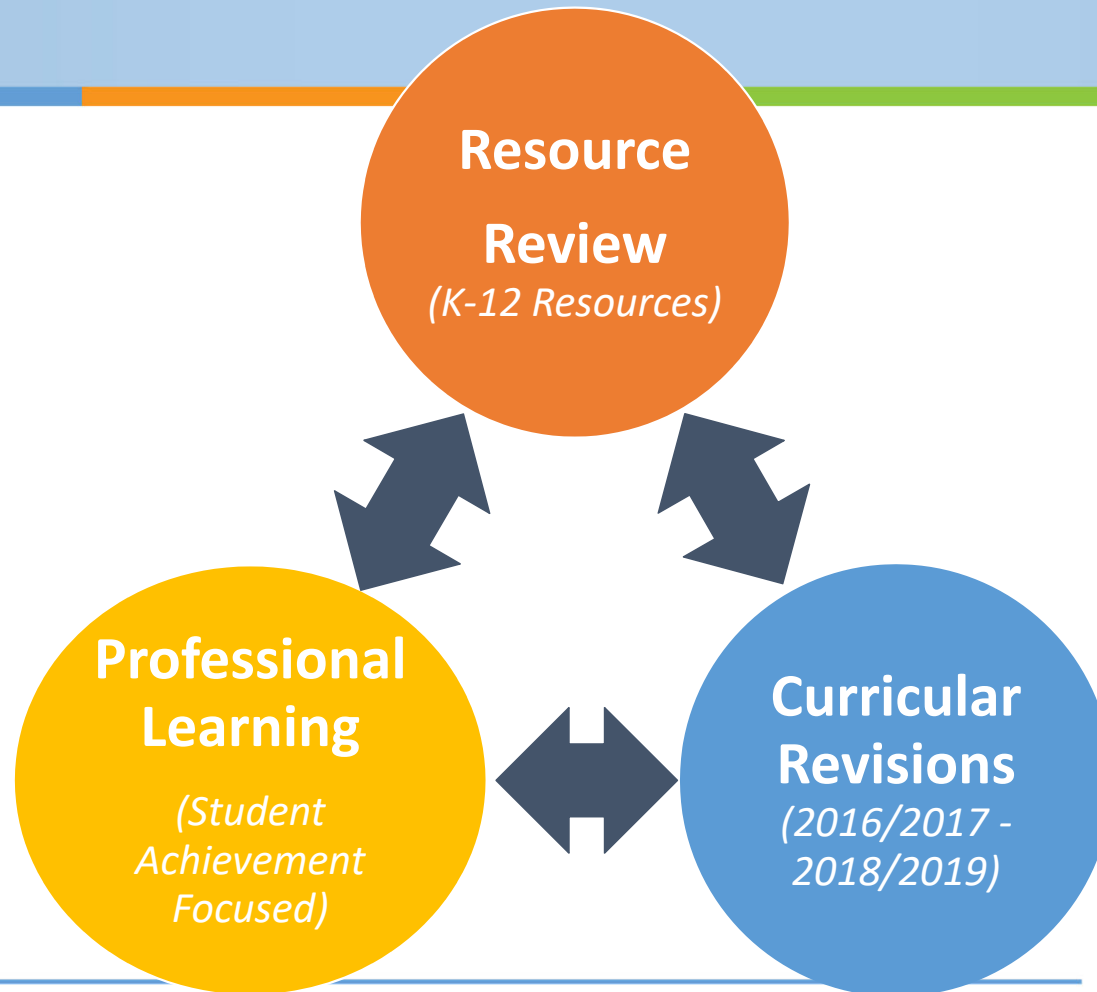 Resource
Review
(K-12 Resources)
Professional
Learning
(Student
Achievement
Focused)
Curricular
Revisions
(2016/2017 -
2018/2019)